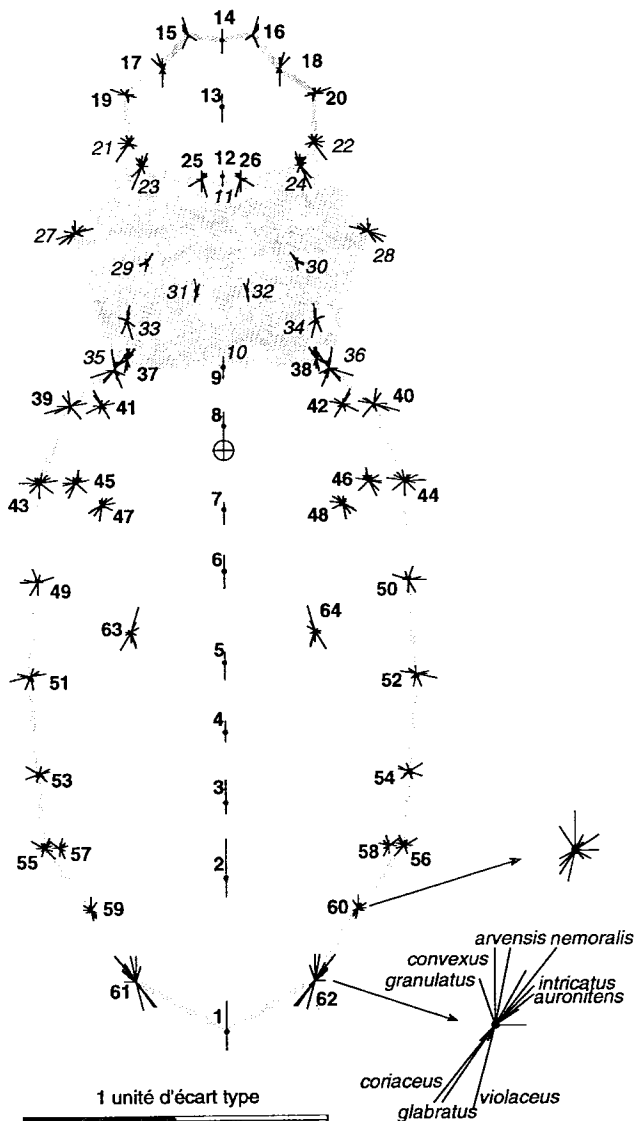 14
15 16
17 18
19 13 20
21 22
25 12 26
23 11 24
27 28
29 30
31 32
33 34
35 37 10 38 36
9
39 41 8 42 40
43 45 46 44
47 7 48
6
49 50
63 64
5
51 52
4
53 3 54
55 57 2 58 56
59 60
61 62
1
arvensis nemoralis
convexus
granulatus
intricatus
auronitens
coriaceus
glabratus
violaceus
1 unité d'écart type